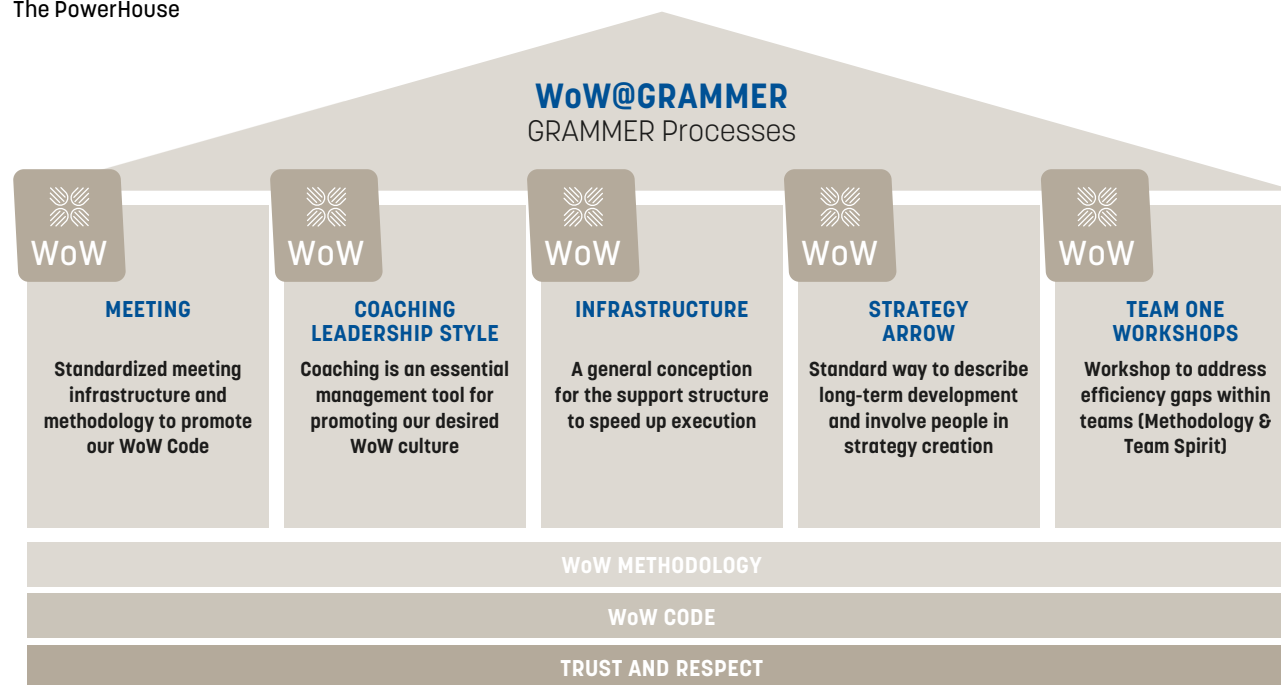 The PowerHouse
WoW@GRAMMER
GRAMMER Processes
WoW
WoW
WoW
WoW
WoW
MEETING
Standardized meeting
infrastructure and
methodology to promote
our WoW Code
COACHING
LEADERSHIP STYLE
Coaching is an essential
management tool for
promoting our desired
WoW culture
INFRASTRUCTURE
A general conception
for the support structure
to speed up execution
STRATEGY
ARROW
Standard way to describe
long-term development
and involve people in
strategy creation
TEAM ONE
WORKSHOPS
Workshop to address
efficiency gaps within
teams (Methodology &
Team Spirit)
WoW METHODOLOGY
WoW CODE
TRUST AND RESPECT